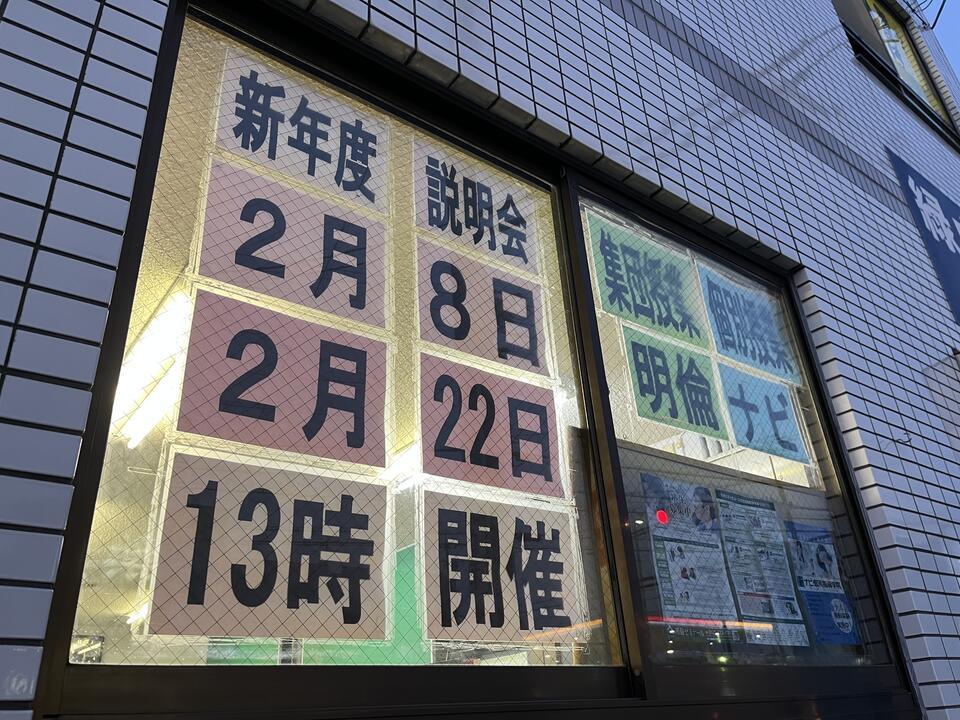 新年度 説明会
2月 8日
2月 22日
13時 開催
集団授業 個別授業
明倫 ナビ